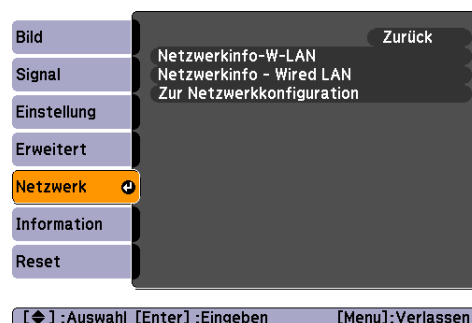 Bild
Signal
Einstellung
Erweitert
Netzwerk
Information
Reset
Zurück
Netzwerkinfo-W-LAN
Netzwerkinfo - Wired LAN
Zur Netzwerkkonfiguration
[ ] :Auswahl [Enter] :Eingeben [Menu]:Verlassen